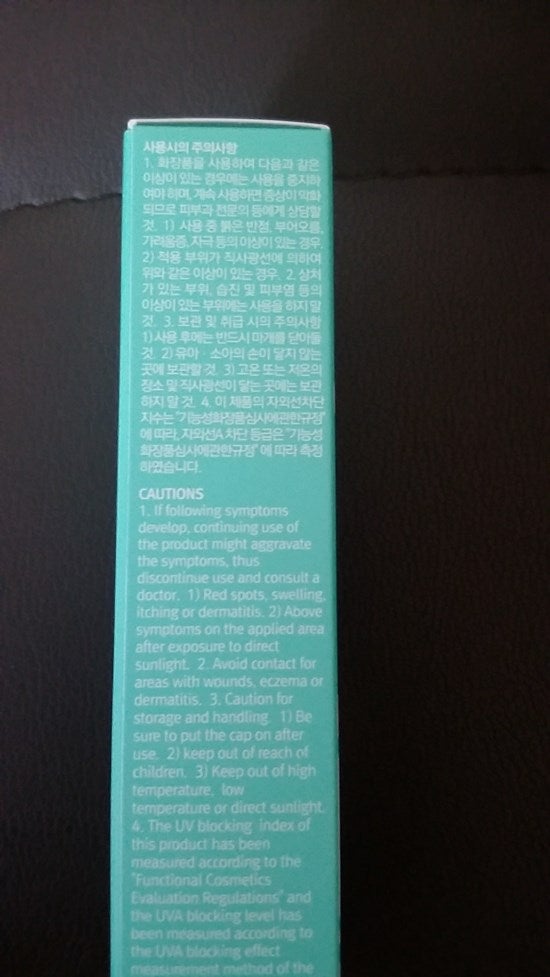 사용시의 주의사항
1. 화장품을 사용하여 다음과 같은
이상이 있는 경우에는 사용을 중지하
여야 하며, 계속 사용하면 증상이 악화
되므로 피부과 전문의 등에게 상담할
것. 1) 사용 중 붉은 반점, 부어오름,
가려움증, 자극 등의 이상이 있는 경우.
2) 적용 부위가 직사광선에 의하여
위와 같은 이상이 있는 경우. 2. 상처
가 있는 부위, 습진 및 피부염 등의
이상이 있는 부위에는 사용을 하지 말
것. 3. 보관 및 취급 시의 주의사항
1) 사용 후에는 반드시 마개를 닫아둘
것. 2) 유아·소아의 손이 닿지 않는
곳에 보관할 것. 3) 고온 또는 저온의
장소 및 직사광선이 닿는 곳에는 보관
하지 말 것. 4. 이 제품의 자외선차단
지수는 "기능성화장품심사에관한규정"
에 따라, 자외선A 차단 등급은 "기능성
화장품심사에관한규정" 에 따라 측정
하였습니다.
CAUTIONS
1. If following symptoms
develop, continuing use of
the product might aggravate
the symptoms, thus
discontinue use and consult a
doctor. 1) Red spots, swelling,
itching or dermatitis. 2) Above
symptoms on the applied area
after exposure to direct
sunlight. 2. Avoid contact for
areas with wounds, eczema or
dermatitis. 3. Caution for
storage and handling. 1) Be
sure to put the cap on after
use. 2) keep out of reach of
children. 3) Keep out of high
temperature, low
temperature or direct sunlight.
4. The UV blocking index of
this product has been
measured according to the
"Functional Cosmetics
Evaluation Regulations" and
the UVA blocking level has
been measured according to
the UVA blocking effect
measurement method of the